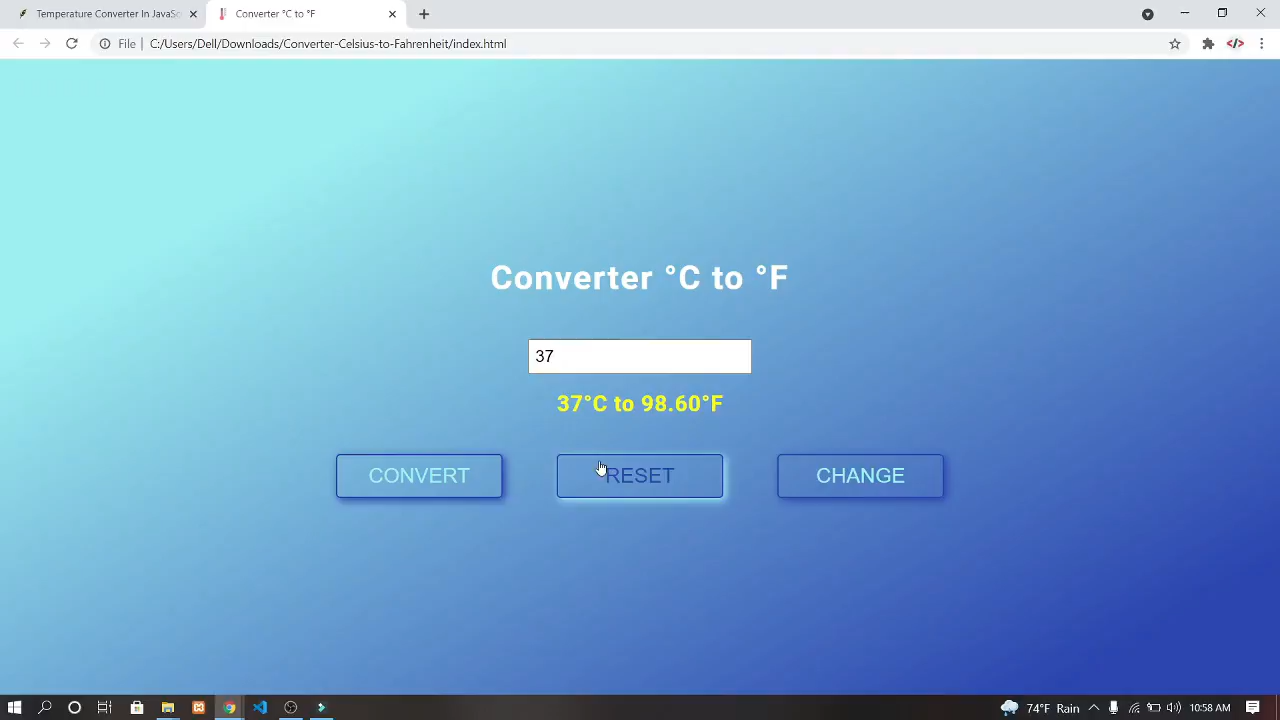 Temperature Converter In JavaSc
Converter °C to °F
File
C:/Users/Dell/Downloads/Converter-Celsius-to-Fahrenheit/index.html
Converter °C to °F
37
37°C to 98.60°F
CONVERT
RESET
CHANGE
74°F Rain
10:58 AM